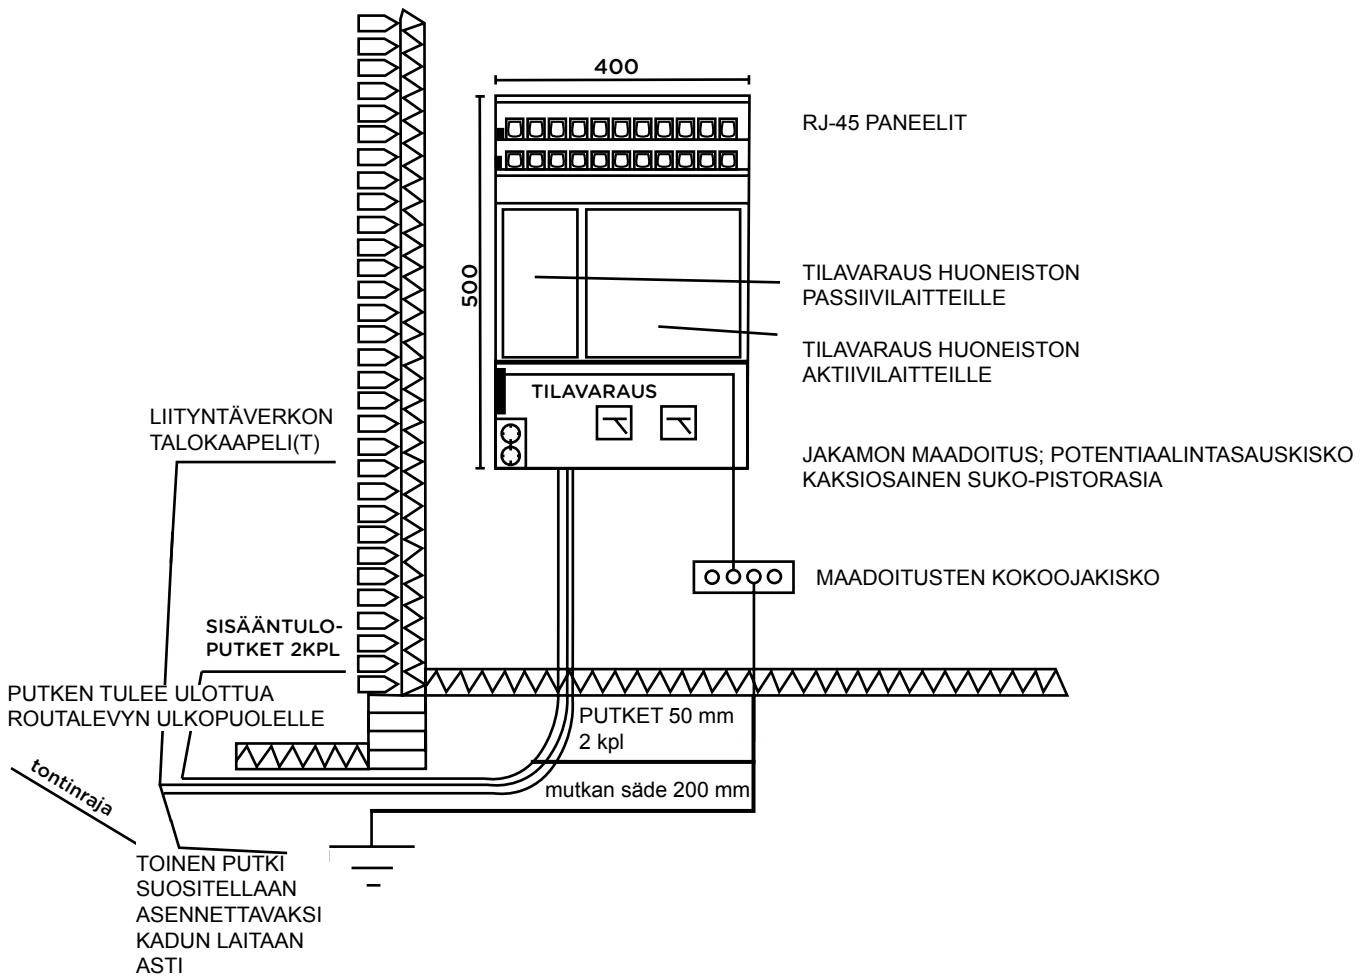 400
RJ-45 PANEELIT
500
TILAVARAUS HUONEISTON
PASSIIVILAITTEILLE
TILAVARAUS HUONEISTON
AKTIIVILAITTEILLE
TILAVARAUS
LIITYNTÄVERKON
TALOKAAPELI(T)
JAKAMON MAADOITUS; POTENTIAALINTASAUSKISKO
KAKSIOSAINEN SUKO-PISTORASIA
MAADOITUSTEN KOKOOJAKISKO
SISÄÄNTULO-
PUTKET 2KPL
PUTKEN TULEE ULOTTUA
ROUTALEVYN ULKOPUOLELLE
PUTKET 50 mm
2 kpl
mutkan säde 200 mm
tontinraja
TOINEN PUTKI
SUOSITELLAAN
ASENNETTAVAKSI
KADUN LAITAAN
ASTI